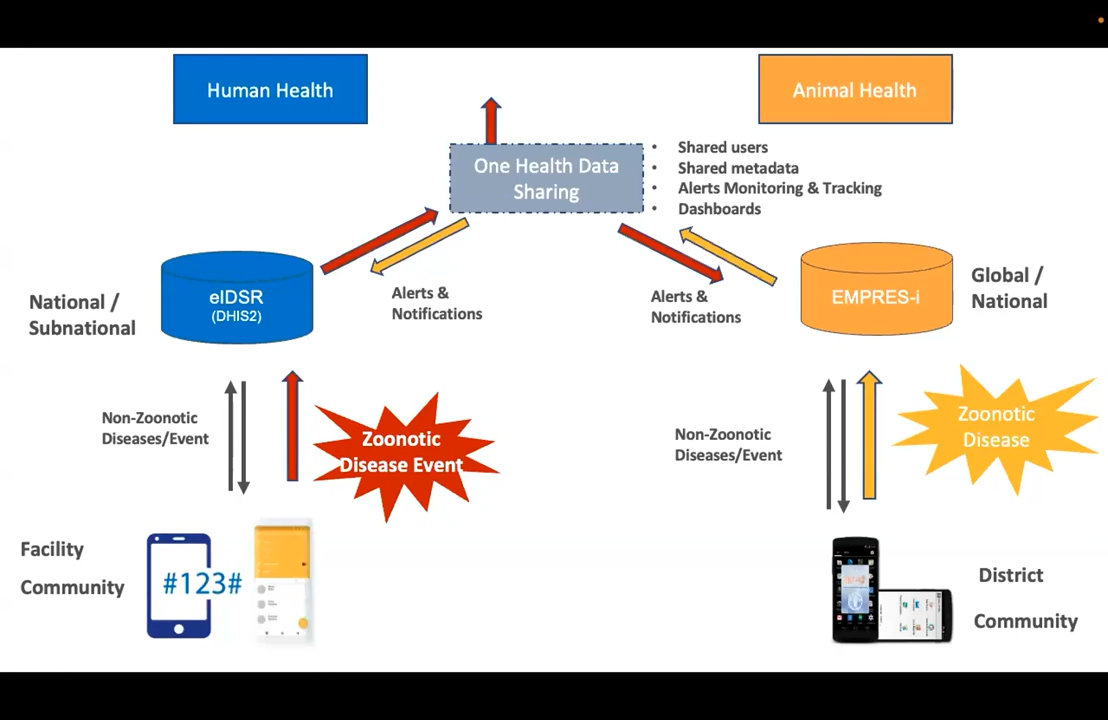 Human Health
Animal Health
One Health Data
Sharing
• Shared users
• Shared metadata
• Alerts Monitoring & Tracking
• Dashboards
National /
Subnational
eIDSR
(DHIS2)
Alerts &
Notifications
Alerts &
Notifications
EMPRES-i
Global /
National
Non-Zoonotic
Diseases/Event
Zoonotic
Disease Event
Non-Zoonotic
Diseases/Event
Zoonotic
Disease
Facility
Community
#123#
District
Community